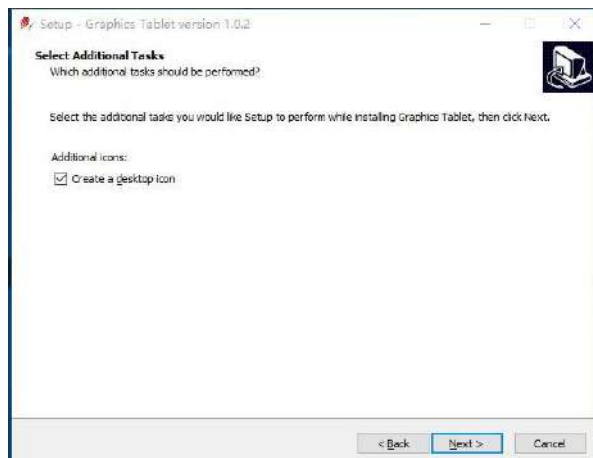 Setup - Graphics Tablet version 1.0.2
Select Additional Tasks
Which additional tasks should be performed?
Select the additional tasks you would like Setup to perform while installing Graphics Tablet, then click Next.
Additional icons:
Create a desktop icon
< Back Next > Cancel